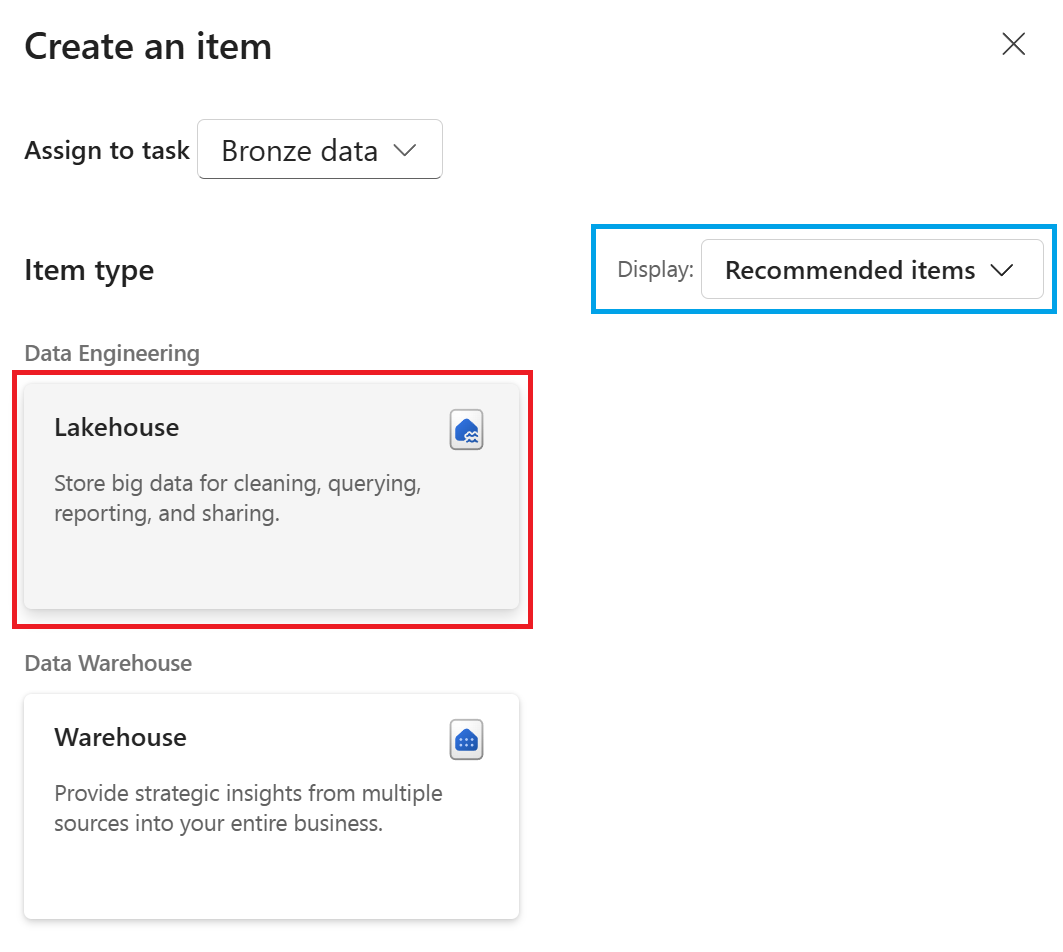 Create an item
Assign to task Bronze data
Item type
Display: Recommended items
Data Engineering
Lakehouse
Store big data for cleaning, querying,
reporting, and sharing.
Data Warehouse
Warehouse
Provide strategic insights from multiple
sources into your entire business.